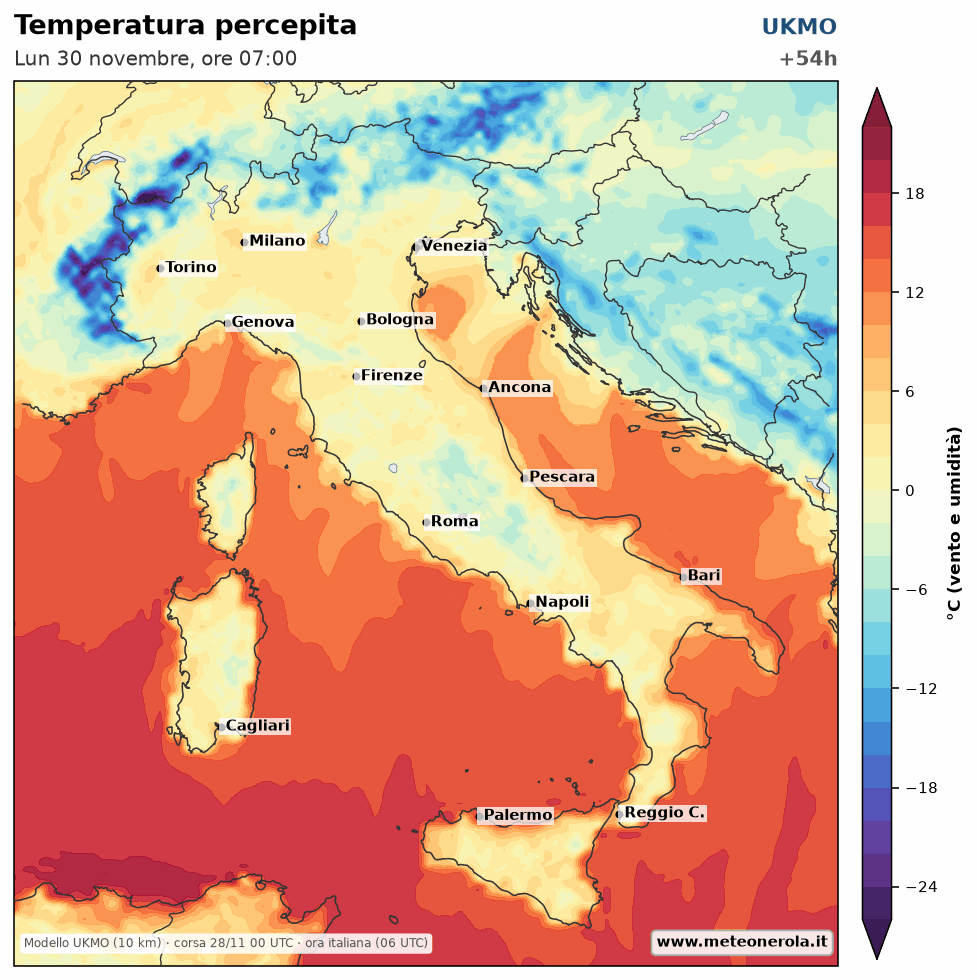 Temperatura percepita
UKMO
Lun 30 novembre, ore 07:00
+54h
Milano
Venezia
Torino
Genova
Bologna
Firenze
Ancona
Pescara
Roma
Bari
Napoli
Cagliari
Palermo
Reggio C.
18
12
6
0
−6
−12
−18
−24
°C (vento e umidità)
Modello UKMO (10 km) · corsa 28/11 00 UTC · ora italiana (06 UTC)
www.meteonerola.it